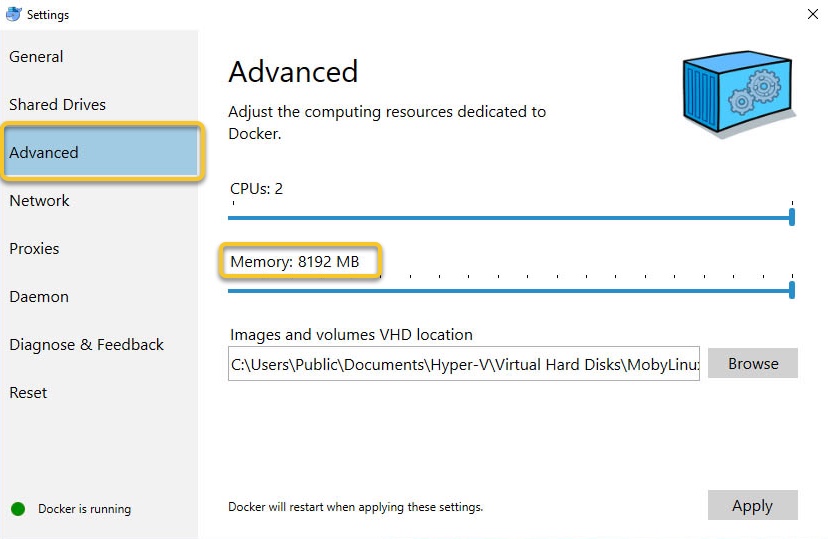 Settings
General
Shared Drives
Advanced
Network
Proxies
Daemon
Diagnose & Feedback
Reset
Docker is running
Advanced
Adjust the computing resources dedicated to
Docker.
CPUs: 2
Memory: 8192 MB
Images and volumes VHD location
C:\Users\Public\Documents\Hyper-V\Virtual Hard Disks\MobyLinux
Browse
Docker will restart when applying these settings.
Apply